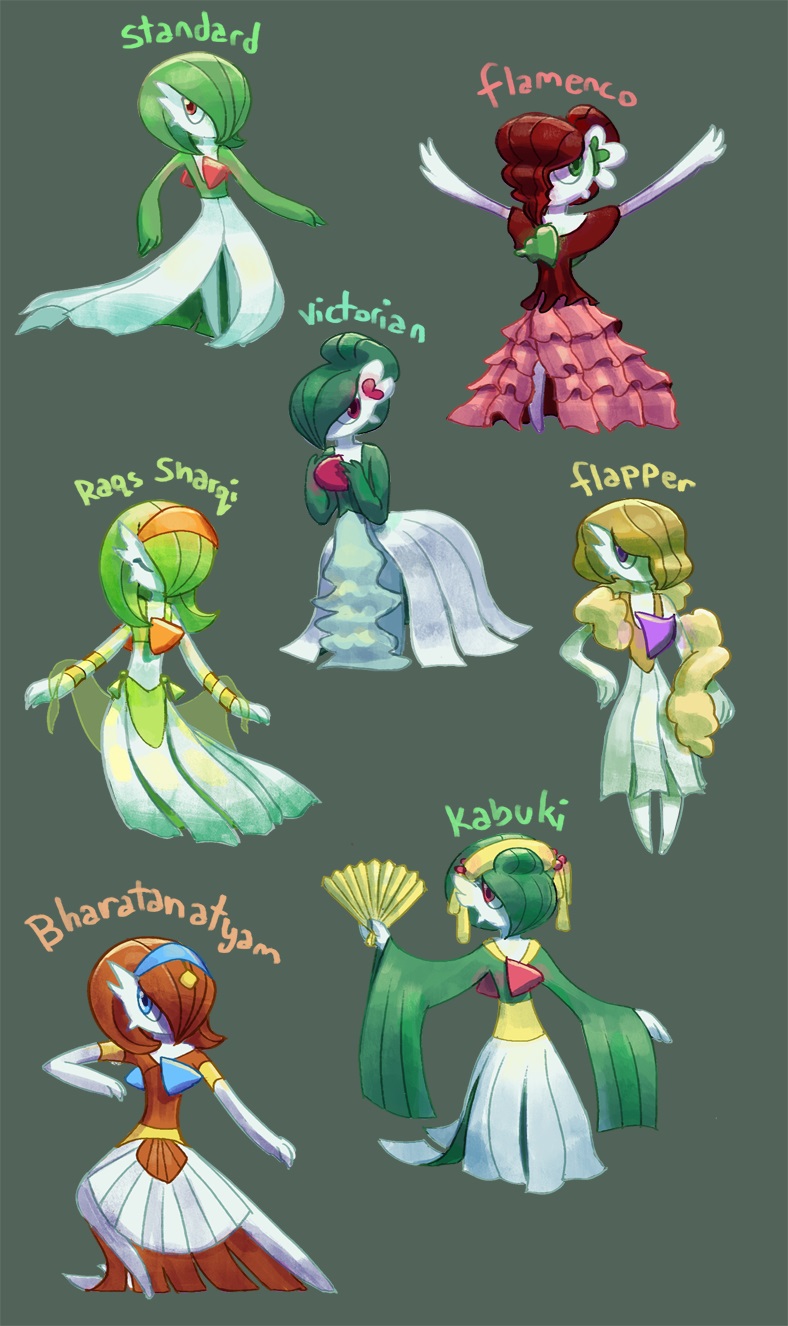 standard
flamenco
victorian
Raqs Sharqi
flapper
Kabuki
Bharatanatyam